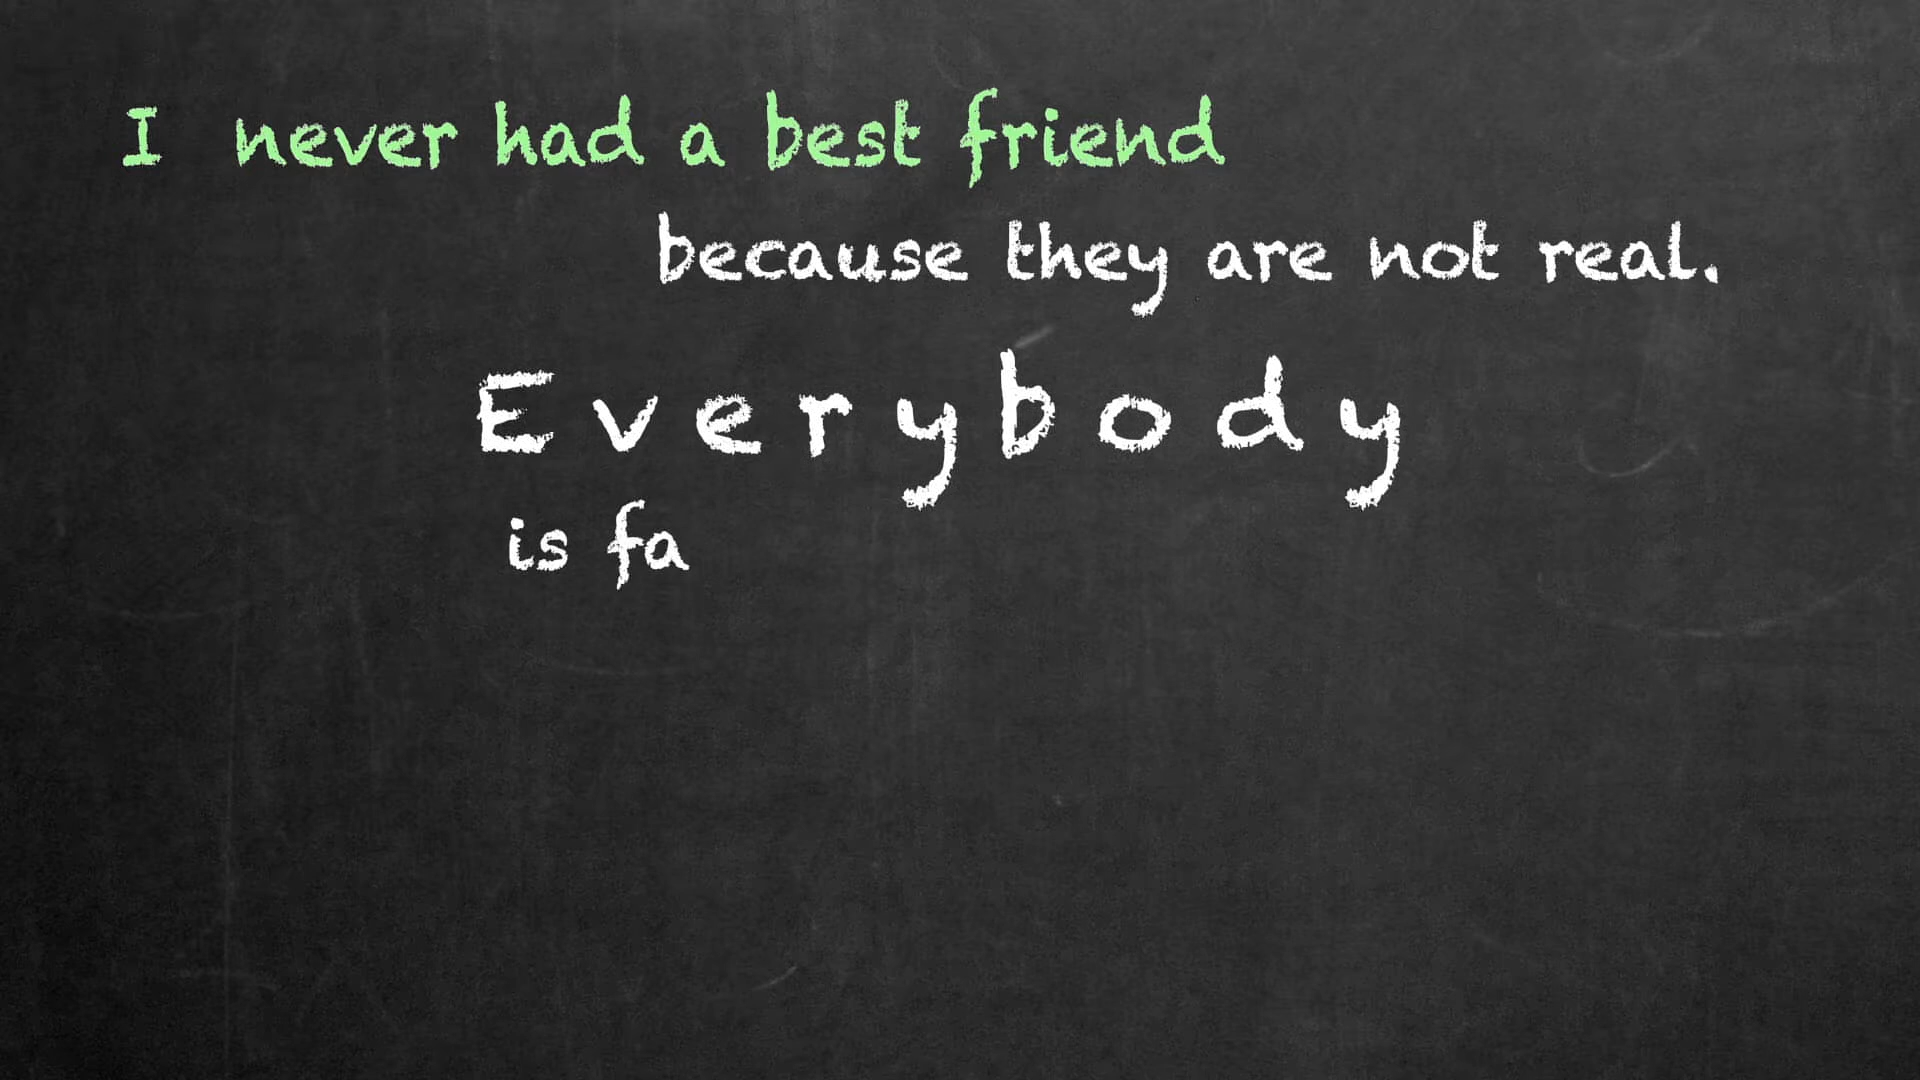 I never had a best friend
because they are not real.
Everybody
is fa